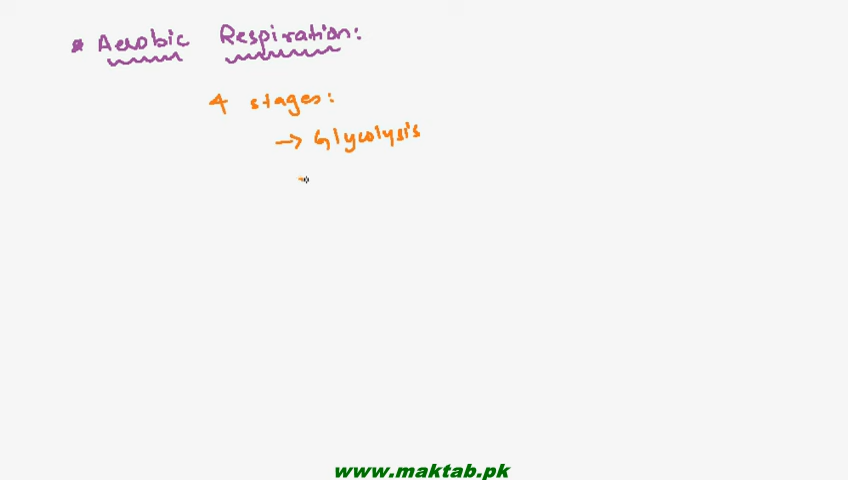 * Aerobic Respiration:
4 stages:
→ Glycolysis
www.maktab.pk